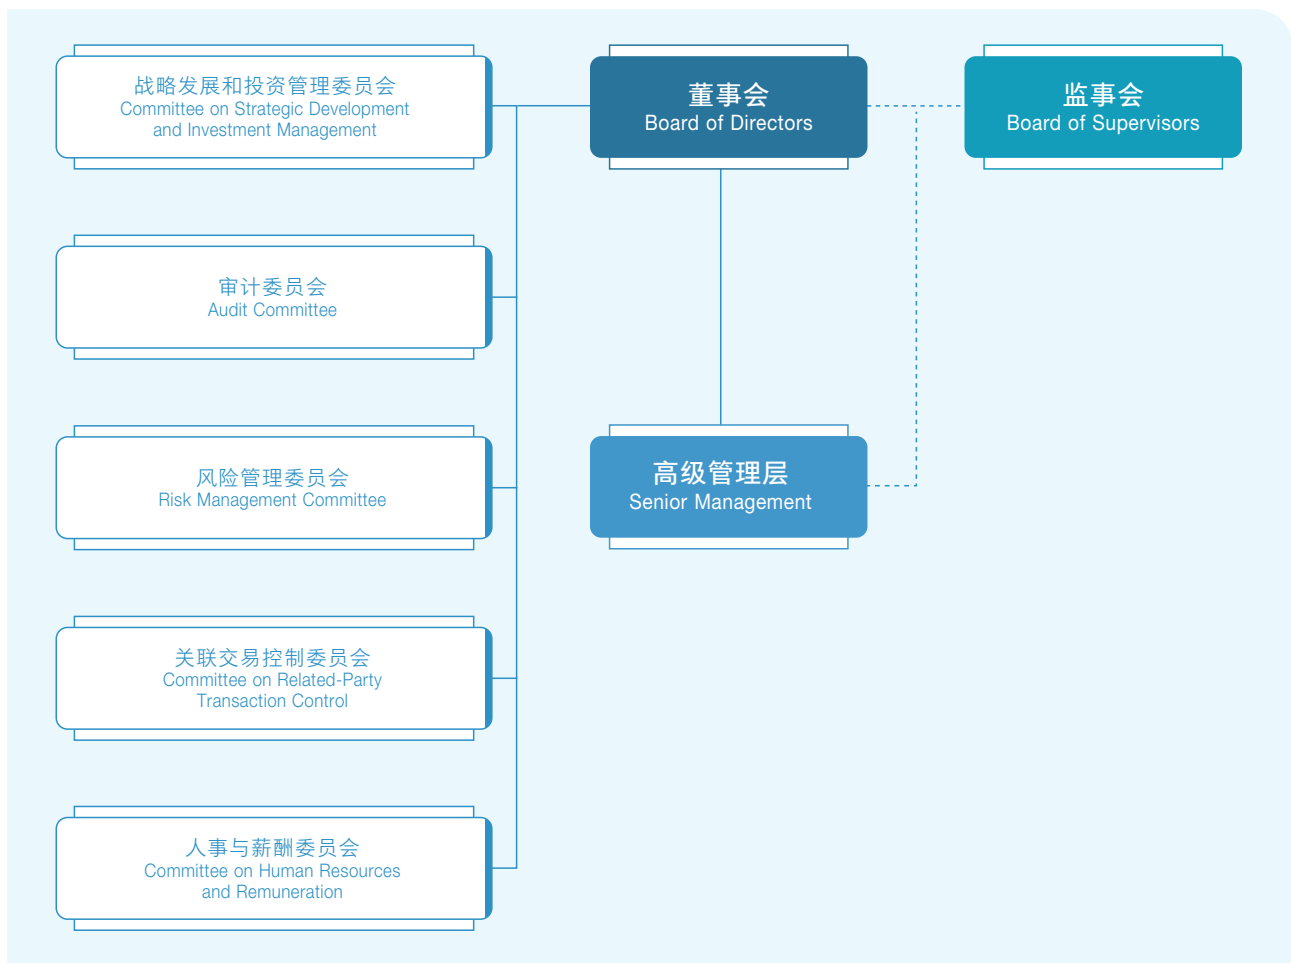 战略发展和投资管理委员会
Committee on Strategic Development
and Investment Management
董事会
Board of Directors
监事会
Board of Supervisors
审计委员会
Audit Committee
风险管理委员会
Risk Management Committee
高级管理层
Senior Management
关联交易控制委员会
Committee on Related-Party
Transaction Control
人事与薪酬委员会
Committee on Human Resources
and Remuneration